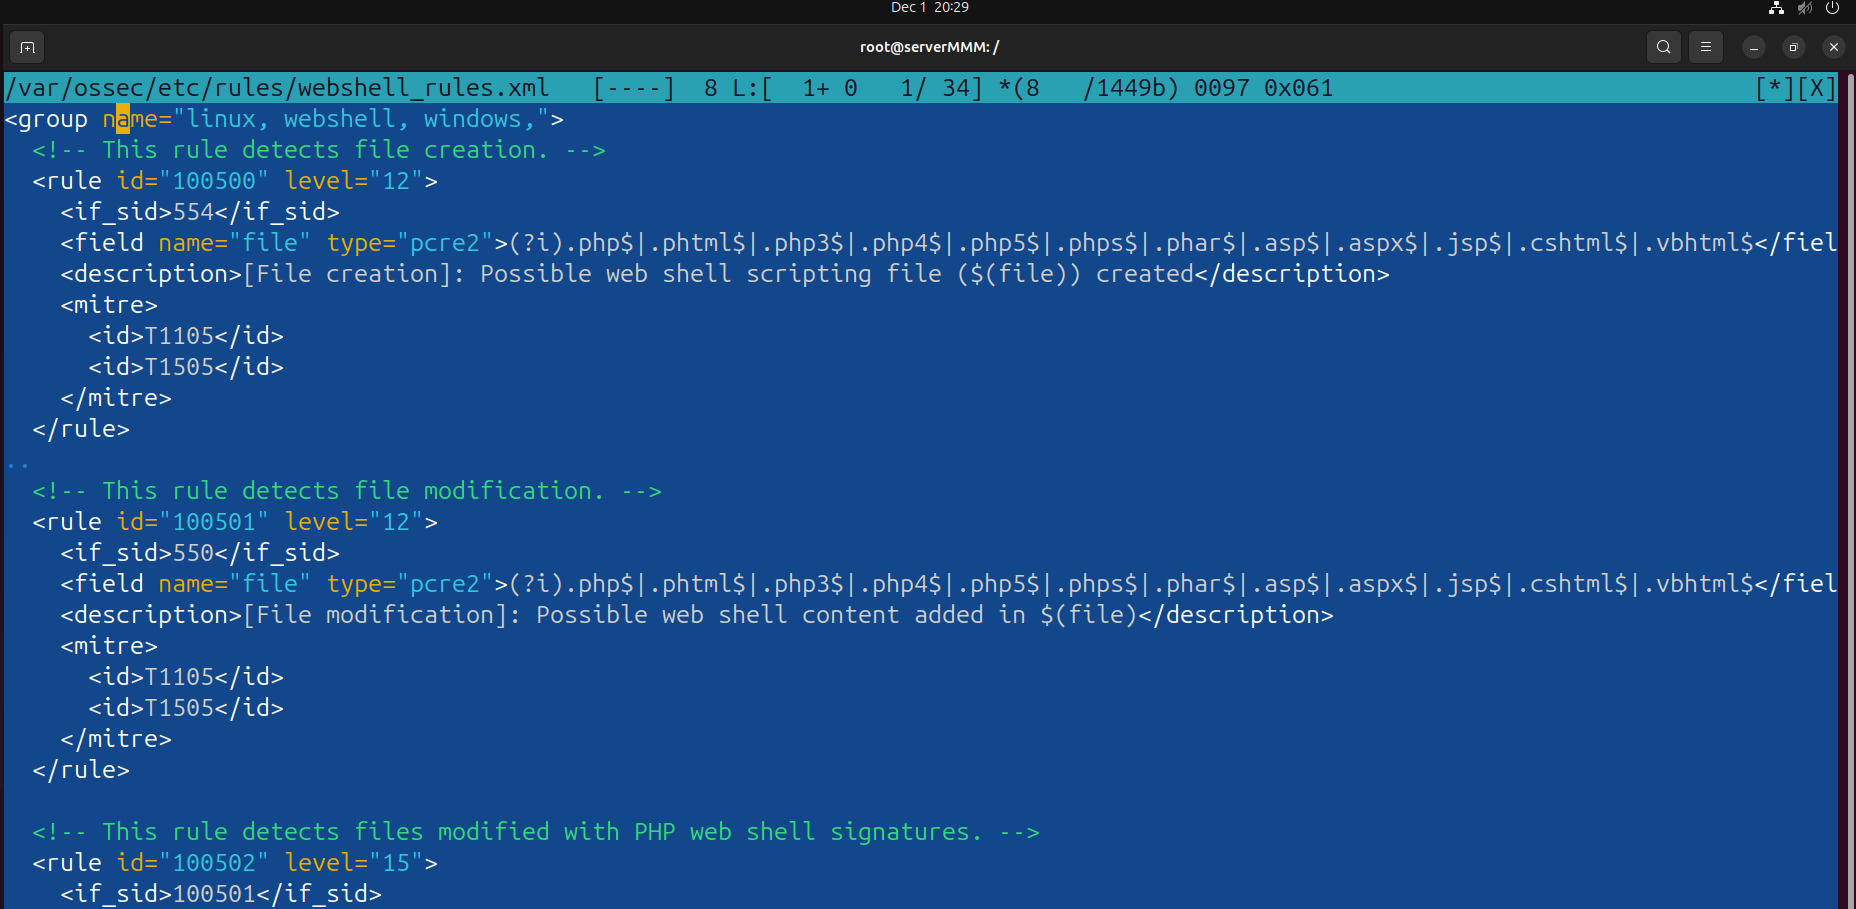 Dec 1 20:29
root@serverMMM: /
/var/ossec/etc/rules/webshell_rules.xml [----] 8 L:[ 1+ 0 1/ 34] *(8 /1449b) 0097 0x061 [*][X]
<group name="linux, webshell, windows,">
<!-- This rule detects file creation. -->
<rule id="100500" level="12">
<if_sid>554</if_sid>
<field name="file" type="pcre2">(?i).php$|.phtml$|.php3$|.php4$|.php5$|.phps$|.phar$|.asp$|.aspx$|.jsp$|.cshtml$|.vbhtml$</fiel
<description>[File creation]: Possible web shell scripting file ($(file)) created</description>
<mitre>
<id>T1105</id>
<id>T1505</id>
</mitre>
</rule>
..
<!-- This rule detects file modification. -->
<rule id="100501" level="12">
<if_sid>550</if_sid>
<field name="file" type="pcre2">(?i).php$|.phtml$|.php3$|.php4$|.php5$|.phps$|.phar$|.asp$|.aspx$|.jsp$|.cshtml$|.vbhtml$</fiel
<description>[File modification]: Possible web shell content added in $(file)</description>
<mitre>
<id>T1105</id>
<id>T1505</id>
</mitre>
</rule>
<!-- This rule detects files modified with PHP web shell signatures. -->
<rule id="100502" level="15">
<if_sid>100501</if_sid>